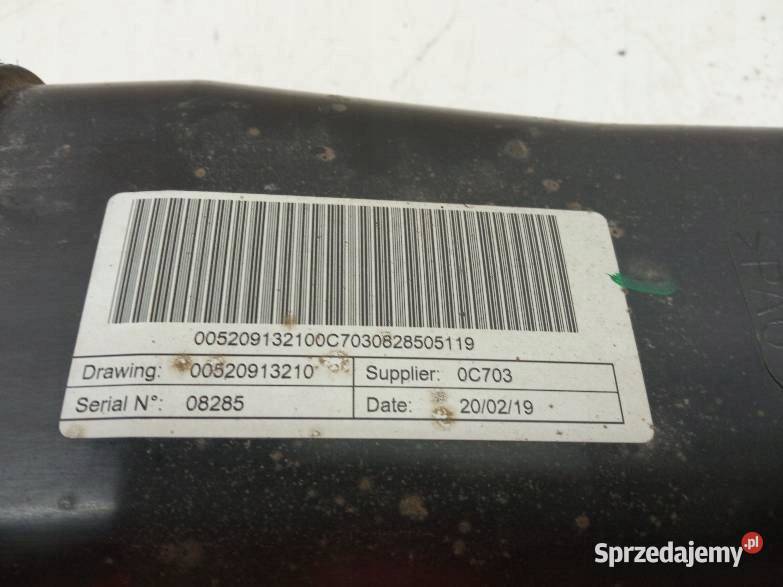 005209132100C7030828505119
Drawing: 00520913210 Supplier: 0C703
Serial N°: 08285 Date: 20/02/19
Sprzedajemy.pl